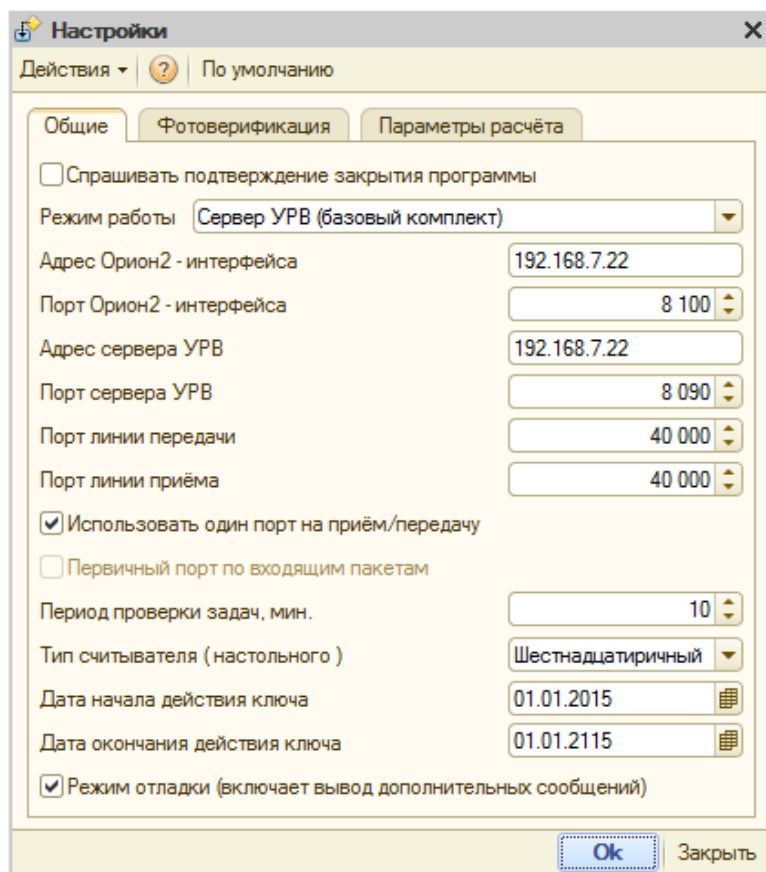 Настройки
Действия ? По умолчанию
Общие Фотоверификация Параметры расчёта
Спрашивать подтверждение закрытия программы
Режим работы Сервер УРВ (базовый комплект)
Адрес Орион2 - интерфейса 192.168.7.22
Порт Орион2 - интерфейса 8 100
Адрес сервера УРВ 192.168.7.22
Порт сервера УРВ 8 090
Порт линии передачи 40 000
Порт линии приёма 40 000
Использовать один порт на приём/передачу
Первичный порт по входящим пакетам
Период проверки задач, мин. 10
Тип считывателя ( настольного ) Шестнадцатиричный
Дата начала действия ключа 01.01.2015
Дата окончания действия ключа 01.01.2115
Режим отладки (включает вывод дополнительных сообщений)
Ok Закрыть